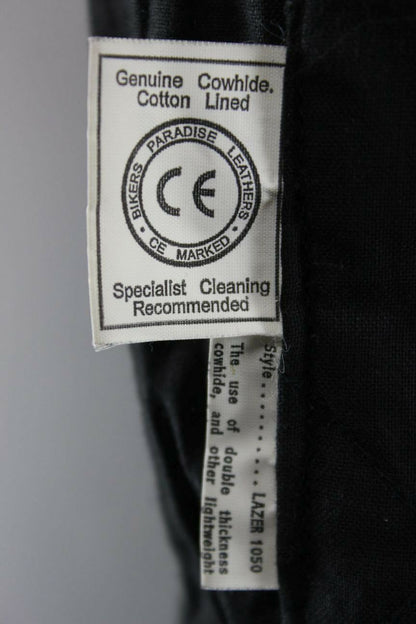 Genuine Cowhide.
Cotton Lined
BIKERS PARADISE LEATHERS
• CE MARKED •
CE
Specialist Cleaning
Recommended
Style..........LAZER 1050
The use of double thickness
cowhide, and other lightweight